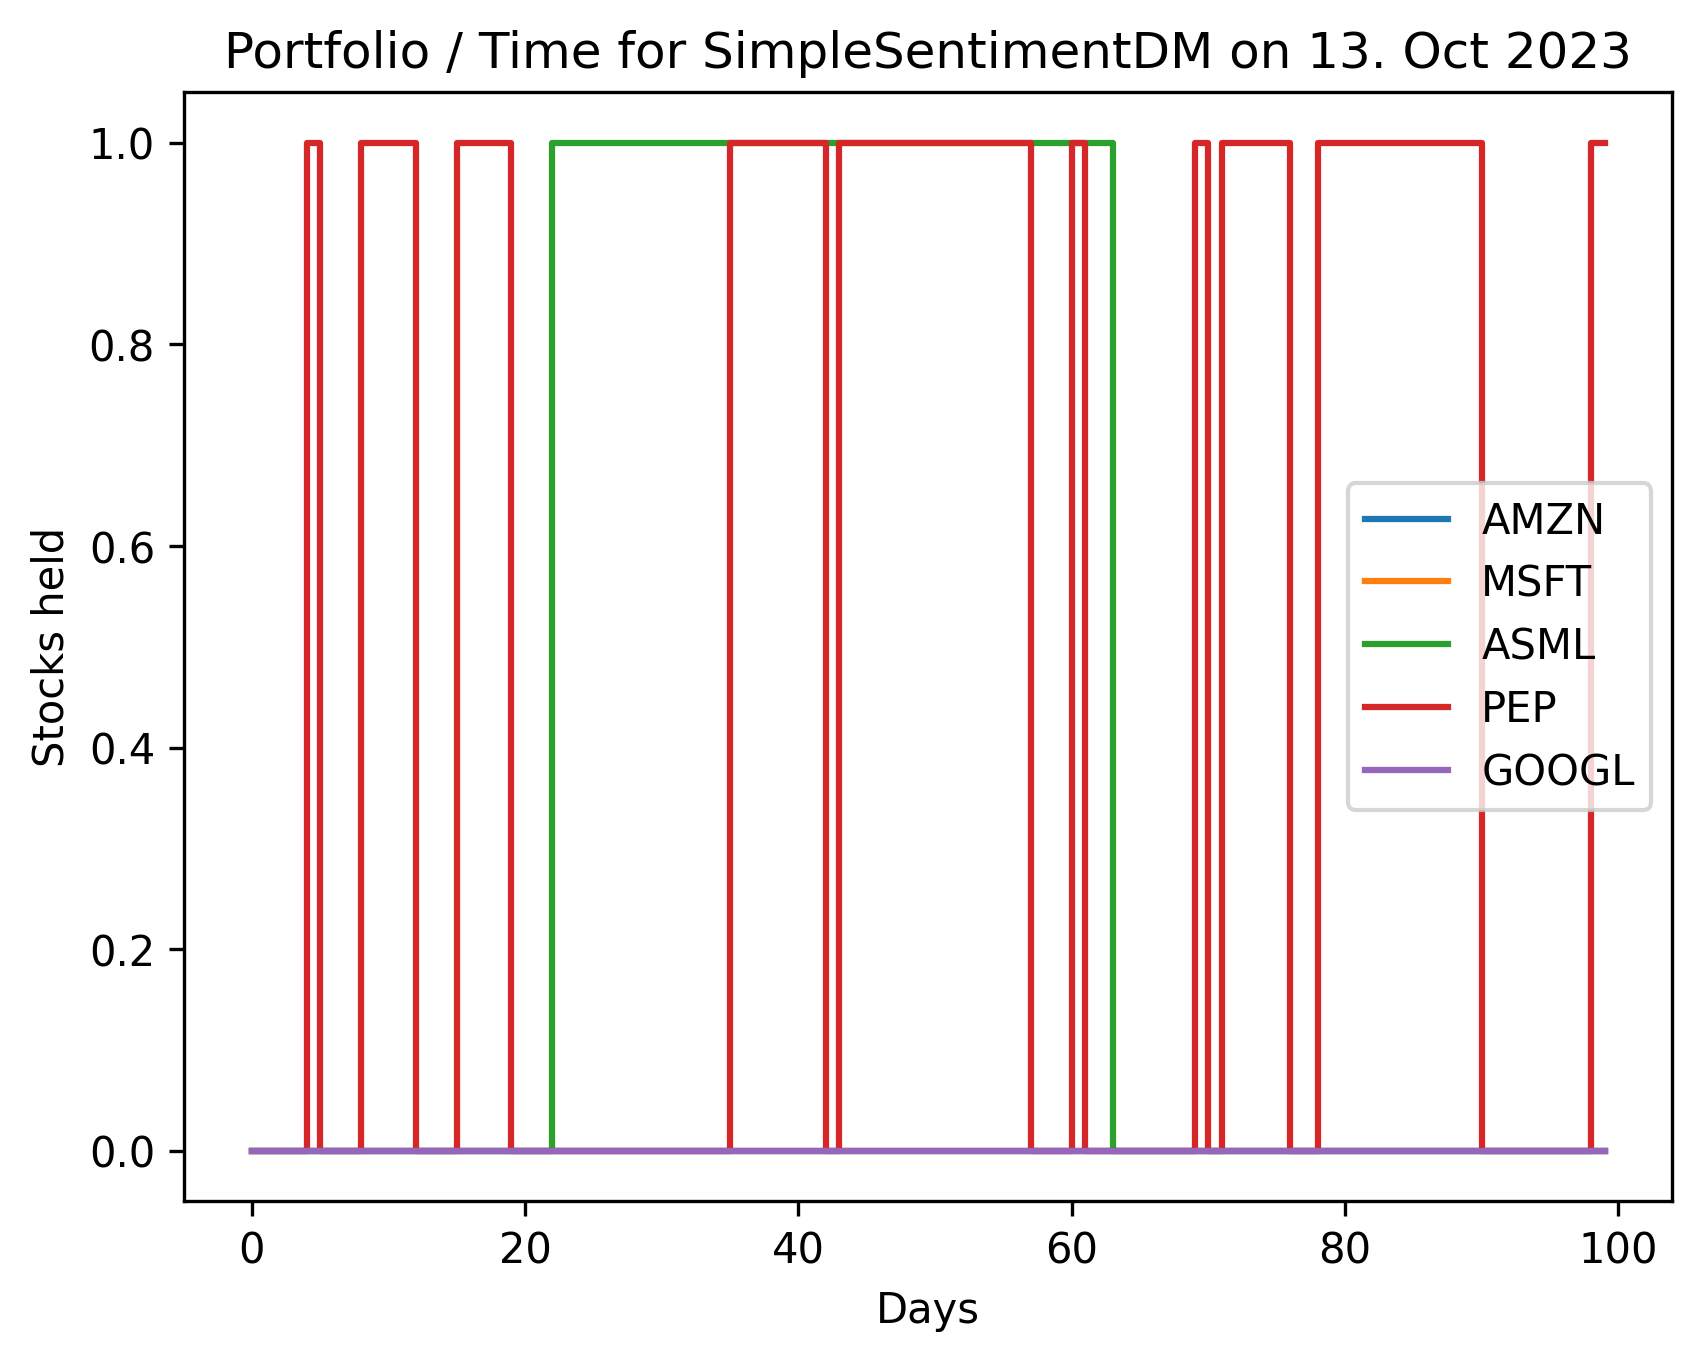 Portfolio / Time for SimpleSentimentDM on 13. Oct 2023
1.0
0.8
0.6
0.4
0.2
0.0
Stocks held
AMZN
MSFT
ASML
PEP
GOOGL
0 20 40 60 80 100
Days